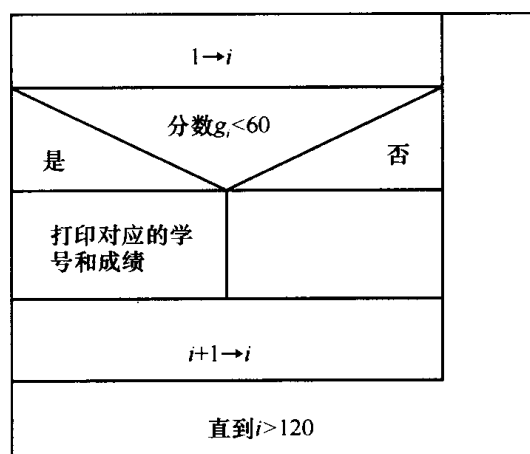 1→i
分数gᵢ<60
是
否
打印对应的学
号和成绩
i+1→i
直到i>120